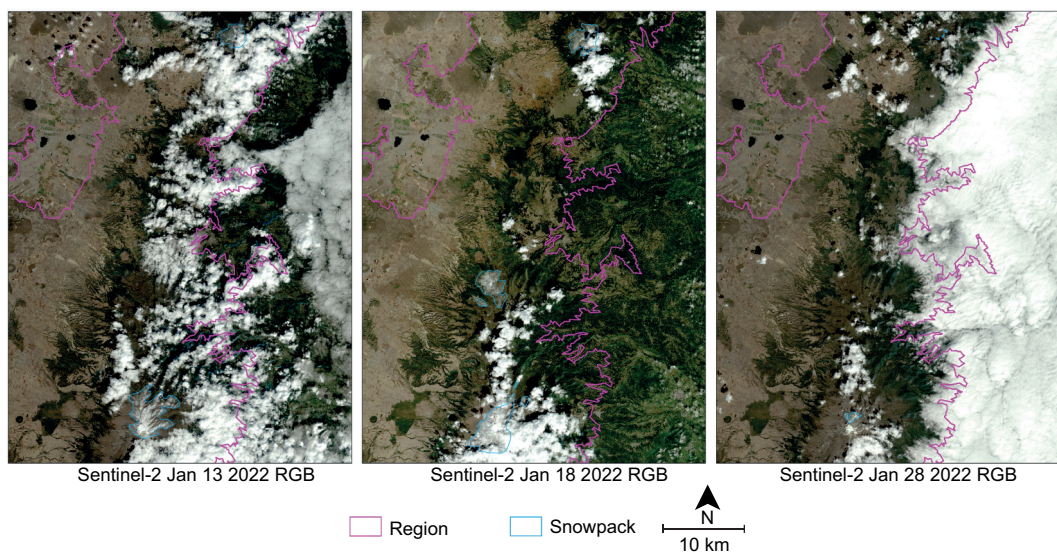 Sentinel-2 Jan 13 2022 RGB
Sentinel-2 Jan 18 2022 RGB
Sentinel-2 Jan 28 2022 RGB
Region
Snowpack
N
10 km